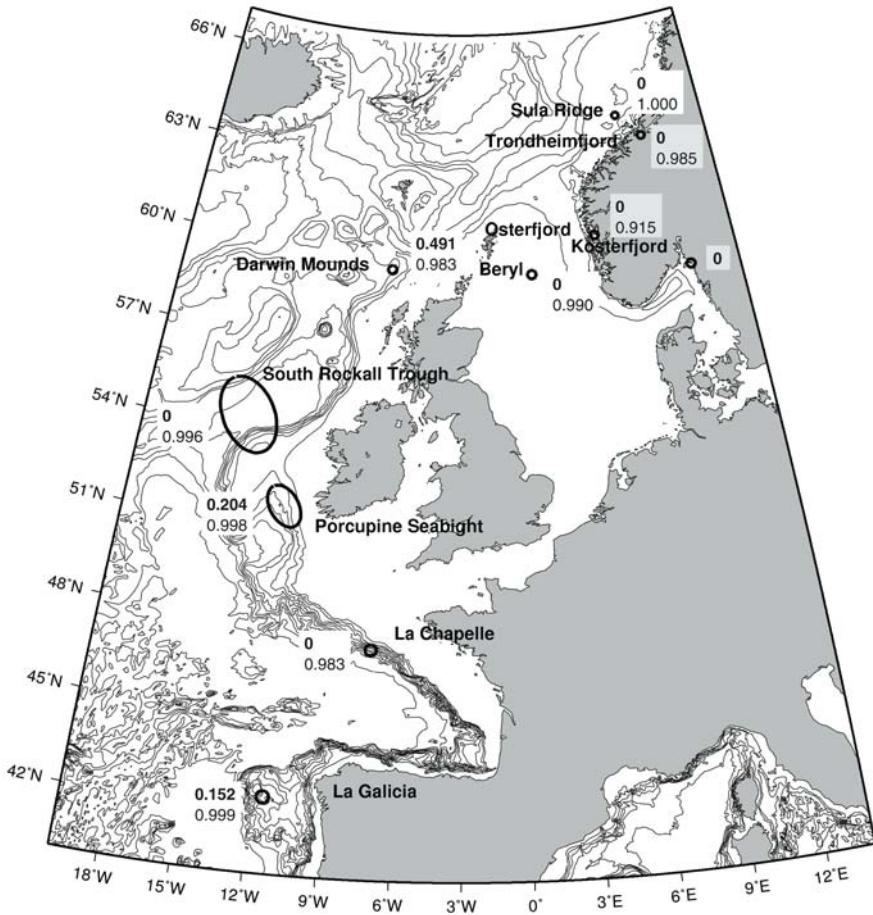 66°N
63°N
60°N
57°N
54°N
51°N
48°N
45°N
42°N
0
1.000
Sula Ridge
Trondheimfjord
0
0.985
0
0.915
Osterfjord
Kosterfjord
0
0.491
0.983
Darwin Mounds
Beryl
0
0.990
South Rockall Trough
0
0.996
0.204
0.998
Porcupine Seabight
La Chapelle
0
0.983
0.152
0.999
La Galicia
18°W
15°W
12°W
9°W
6°W
3°W
0°
3°E
6°E
9°E
12°E